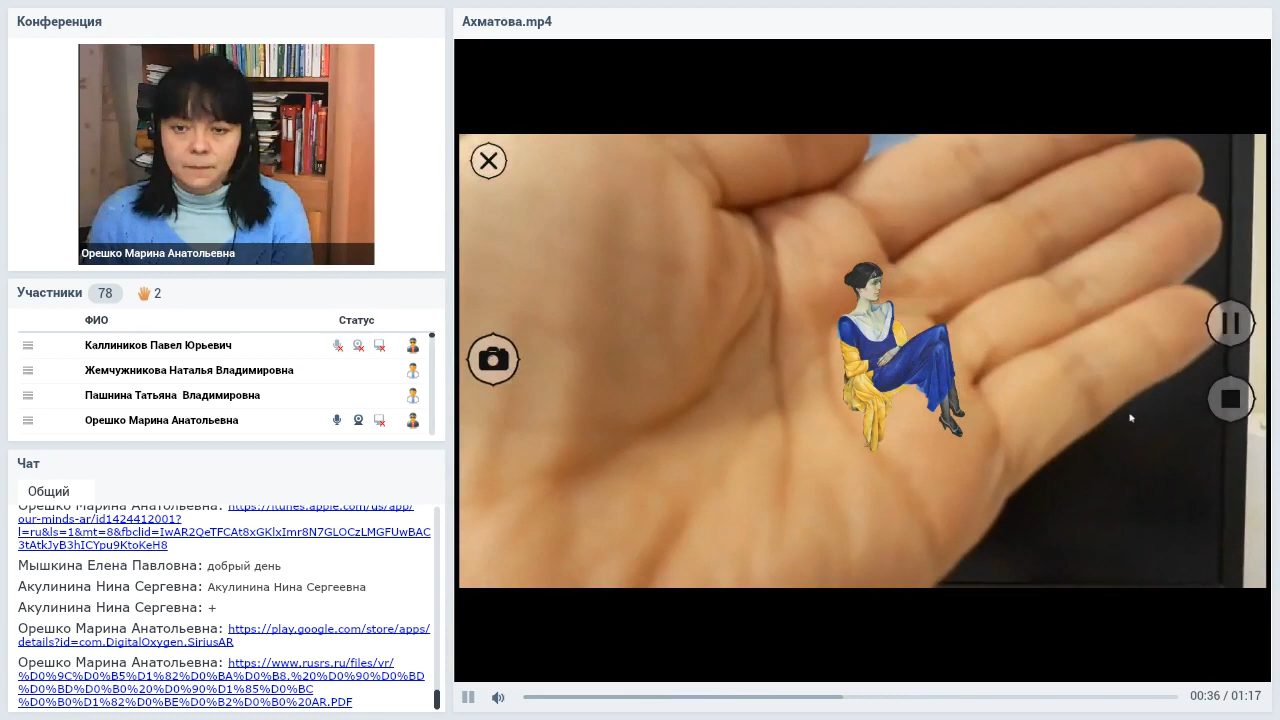 Конференция
Орешко Марина Анатольевна
Участники 78 2
ФИО Статус
Каллиников Павел Юрьевич
Жемчужникова Наталья Владимировна
Пашнина Татьяна Владимировна
Орешко Марина Анатольевна
Чат
Общий
Орешко Марина Анатольевна: https://itunes.apple.com/us/app/
our-minds-ar/id1424412001?
l=ru&ls=1&mt=8&fbclid=IwAR2QeTFCAt8xGKlxImr8N7GLOCzLMGFUwBAC
3tAtkJyB3hICYpu9KtoKeH8
Мышкина Елена Павловна: добрый день
Акулинина Нина Сергевна: Акулинина Нина Сергеевна
Акулинина Нина Сергевна: +
Орешко Марина Анатольевна: https://play.google.com/store/apps/
details?id=com.DigitalOxygen.SiriusAR
Орешко Марина Анатольевна: https://www.rusrs.ru/files/vr/
%D0%9C%D0%B5%D1%82%D0%BA%D0%B8.%20%D0%90%D0%BD
%D0%BD%D0%B0%20%D0%90%D1%85%D0%BC
%D0%B0%D1%82%D0%BE%D0%B2%D0%B0%20AR.PDF
Ахматова.mp4
00:36 / 01:17